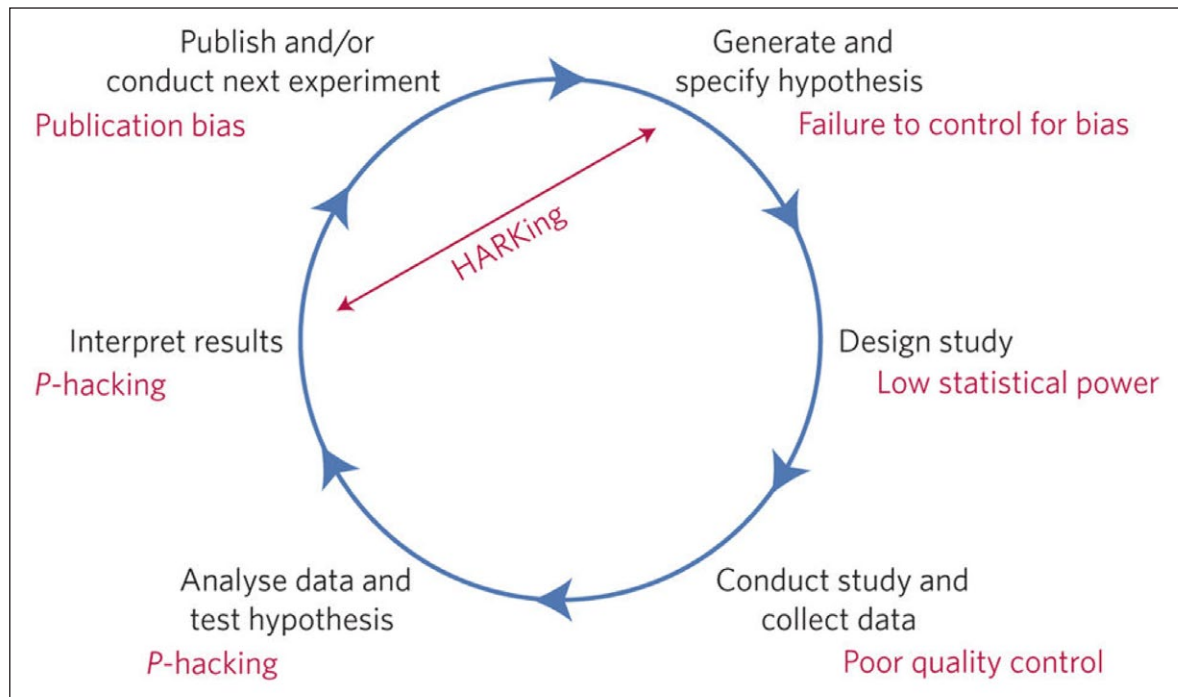 Publish and/or
conduct next experiment
Publication bias
Generate and
specify hypothesis
Failure to control for bias
HARKing
Interpret results
P-hacking
Design study
Low statistical power
Analyse data and
test hypothesis
P-hacking
Conduct study and
collect data
Poor quality control